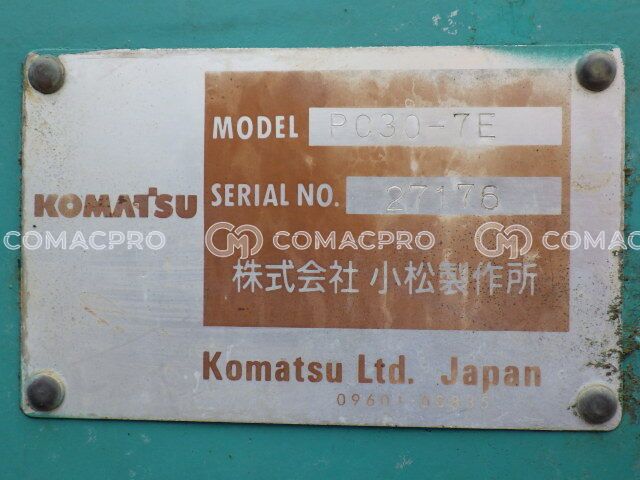 MODEL PC30-7E
SERIAL NO. 27176
KOMATSU
COMACPRO COMACPRO COMAC
株式会社 小松製作所
Komatsu Ltd. Japan